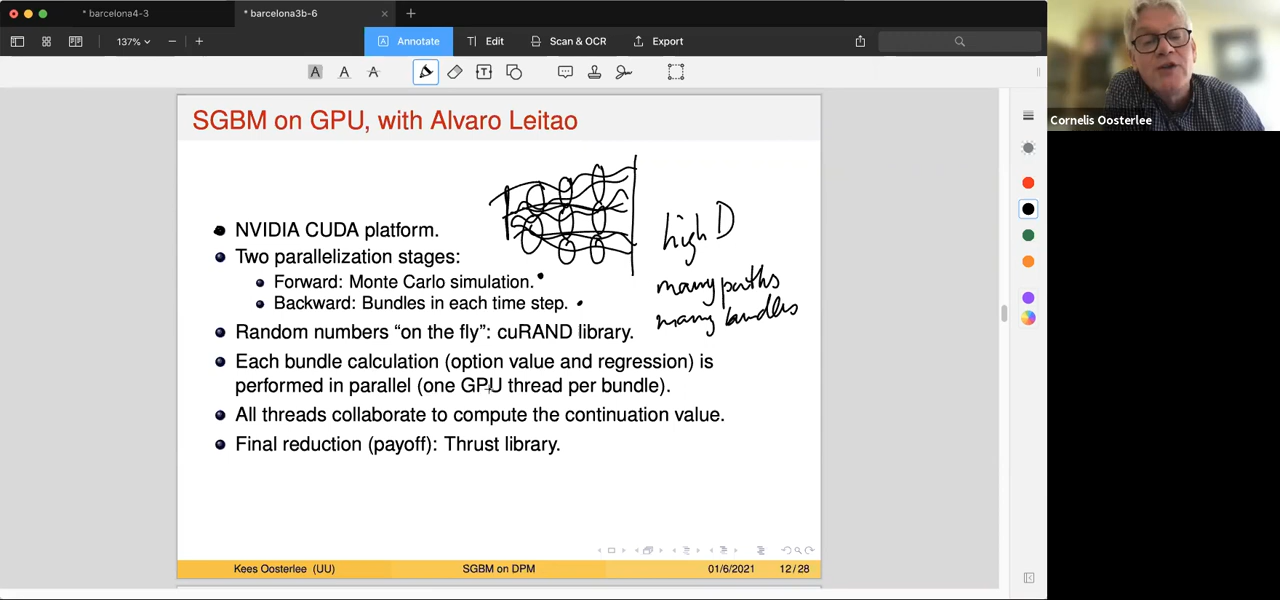 * barcelona4-3
* barcelona3b-6
137%
Annotate
Edit
Scan & OCR
Export
A A A
T
SGBM on GPU, with Alvaro Leitao
NVIDIA CUDA platform.
Two parallelization stages:
Forward: Monte Carlo simulation.
Backward: Bundles in each time step.
Random numbers “on the fly”: cuRAND library.
Each bundle calculation (option value and regression) is
performed in parallel (one GPU thread per bundle).
All threads collaborate to compute the continuation value.
Final reduction (payoff): Thrust library.
high D
many paths
many bundles
Kees Oosterlee (UU)
SGBM on DPM
01/6/2021
12 / 28
Cornelis Oosterlee